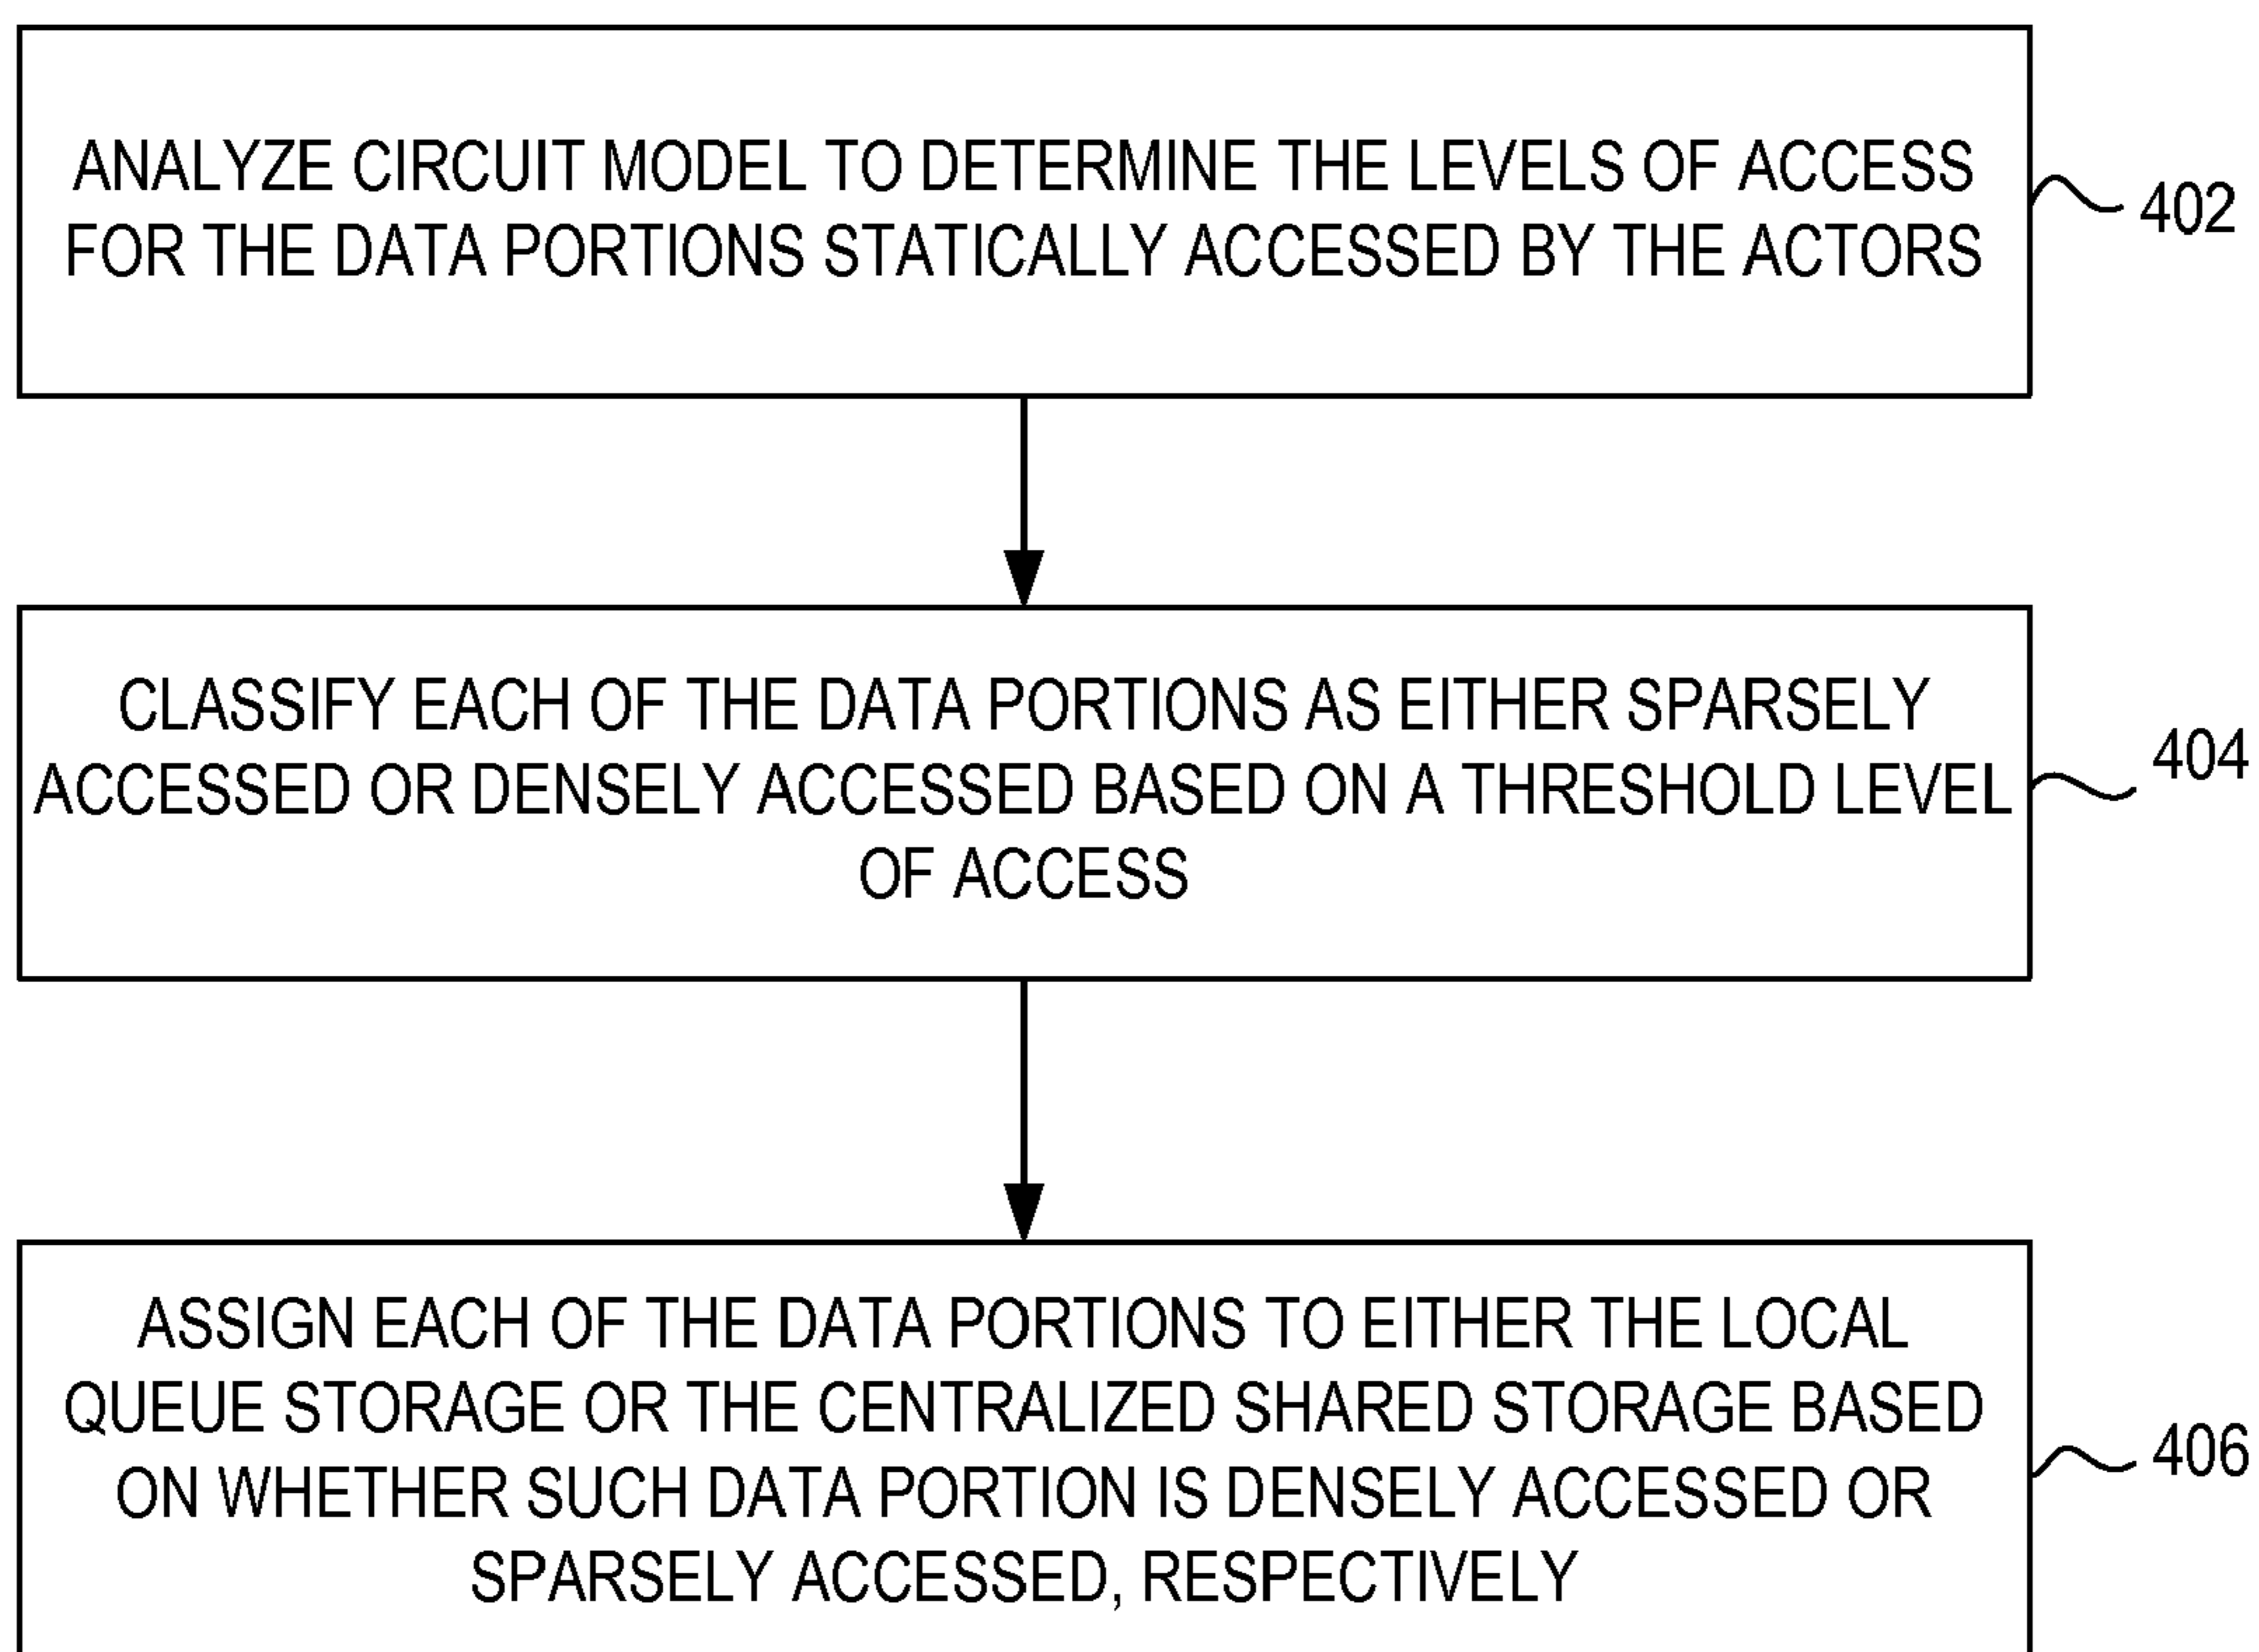 ANALYZE CIRCUIT MODEL TO DETERMINE THE LEVELS OF ACCESS
FOR THE DATA PORTIONS STATICALLY ACCESSED BY THE ACTORS
402
CLASSIFY EACH OF THE DATA PORTIONS AS EITHER SPARSELY
ACCESSED OR DENSELY ACCESSED BASED ON A THRESHOLD LEVEL
OF ACCESS
404
ASSIGN EACH OF THE DATA PORTIONS TO EITHER THE LOCAL
QUEUE STORAGE OR THE CENTRALIZED SHARED STORAGE BASED
ON WHETHER SUCH DATA PORTION IS DENSELY ACCESSED OR
SPARSELY ACCESSED, RESPECTIVELY
406